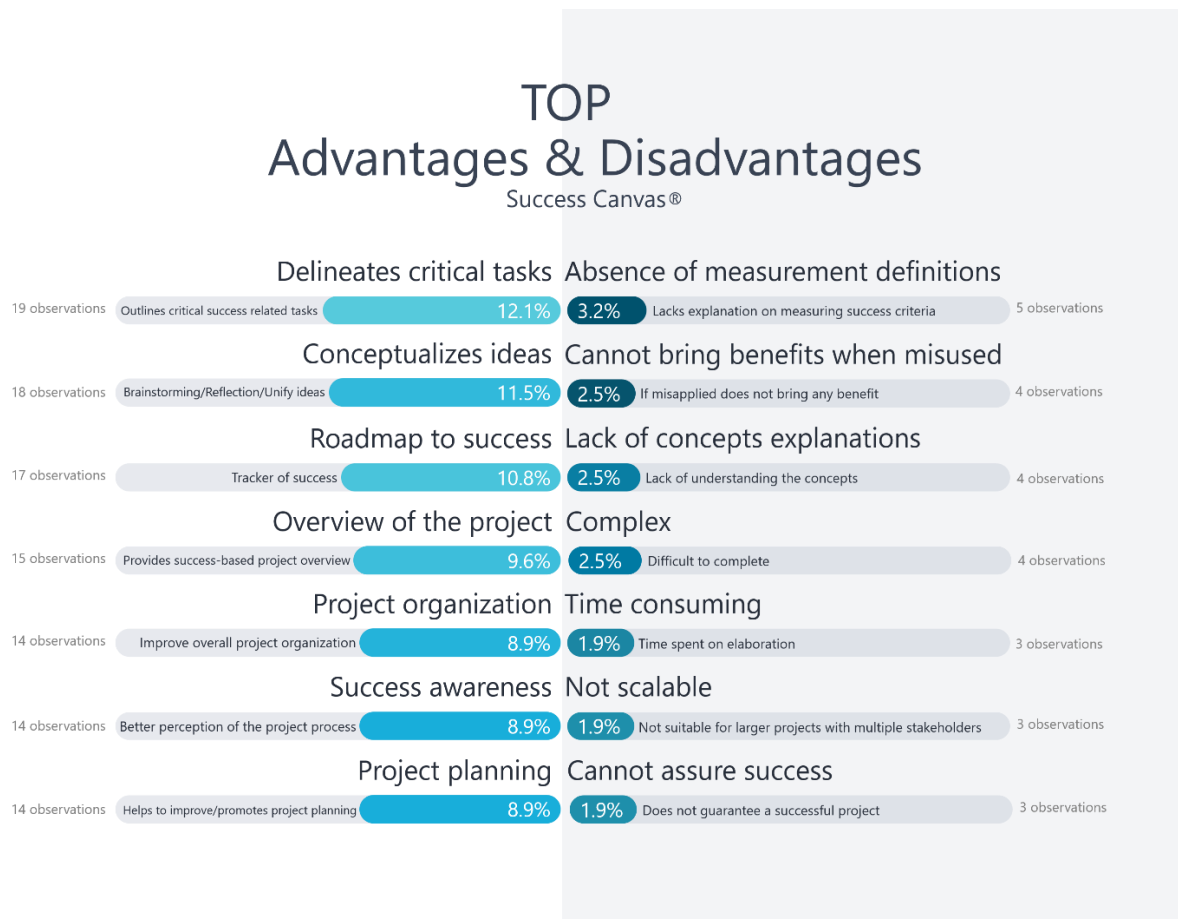 TOP
Advantages & Disadvantages
Success Canvas®
Delineates critical tasks Absence of measurement definitions
19 observations Outlines critical success related tasks 12.1% 3.2% Lacks explanation on measuring success criteria 5 observations
Conceptualizes ideas Cannot bring benefits when misused
18 observations Brainstorming/Reflection/Unify ideas 11.5% 2.5% If misapplied does not bring any benefit 4 observations
Roadmap to success Lack of concepts explanations
17 observations Tracker of success 10.8% 2.5% Lack of understanding the concepts 4 observations
Overview of the project Complex
15 observations Provides success-based project overview 9.6% 2.5% Difficult to complete 4 observations
Project organization Time consuming
14 observations Improve overall project organization 8.9% 1.9% Time spent on elaboration 3 observations
Success awareness Not scalable
14 observations Better perception of the project process 8.9% 1.9% Not suitable for larger projects with multiple stakeholders 3 observations
Project planning Cannot assure success
14 observations Helps to improve/promotes project planning 8.9% 1.9% Does not guarantee a successful project 3 observations